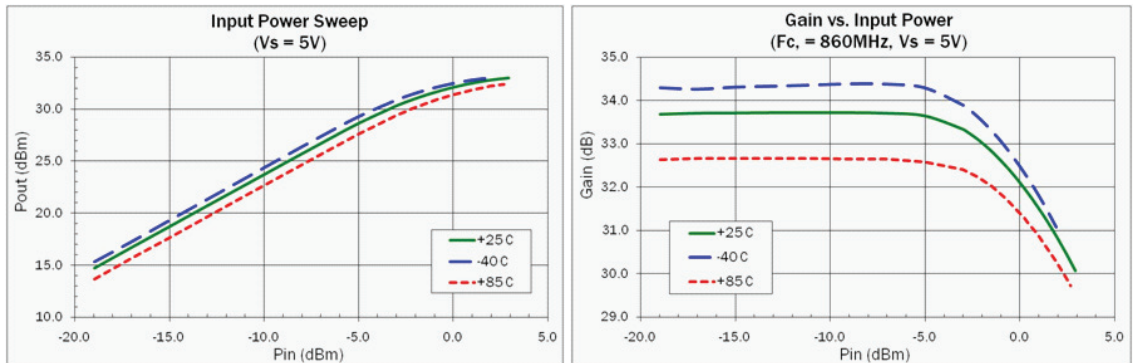 Input Power Sweep
(Vs = 5V)
35.0
30.0
25.0
20.0
15.0
10.0
Pout (dBm)
+25C
-40C
+85C
-20.0 -15.0 -10.0 -5.0 0.0 5.0
Pin (dBm)
Gain vs. Input Power
(Fc, = 860MHz, Vs = 5V)
35.0
34.0
33.0
32.0
31.0
30.0
29.0
Gain (dB)
+25C
-40C
+85C
-20.0 -15.0 -10.0 -5.0 0.0 5.0
Pin (dBm)